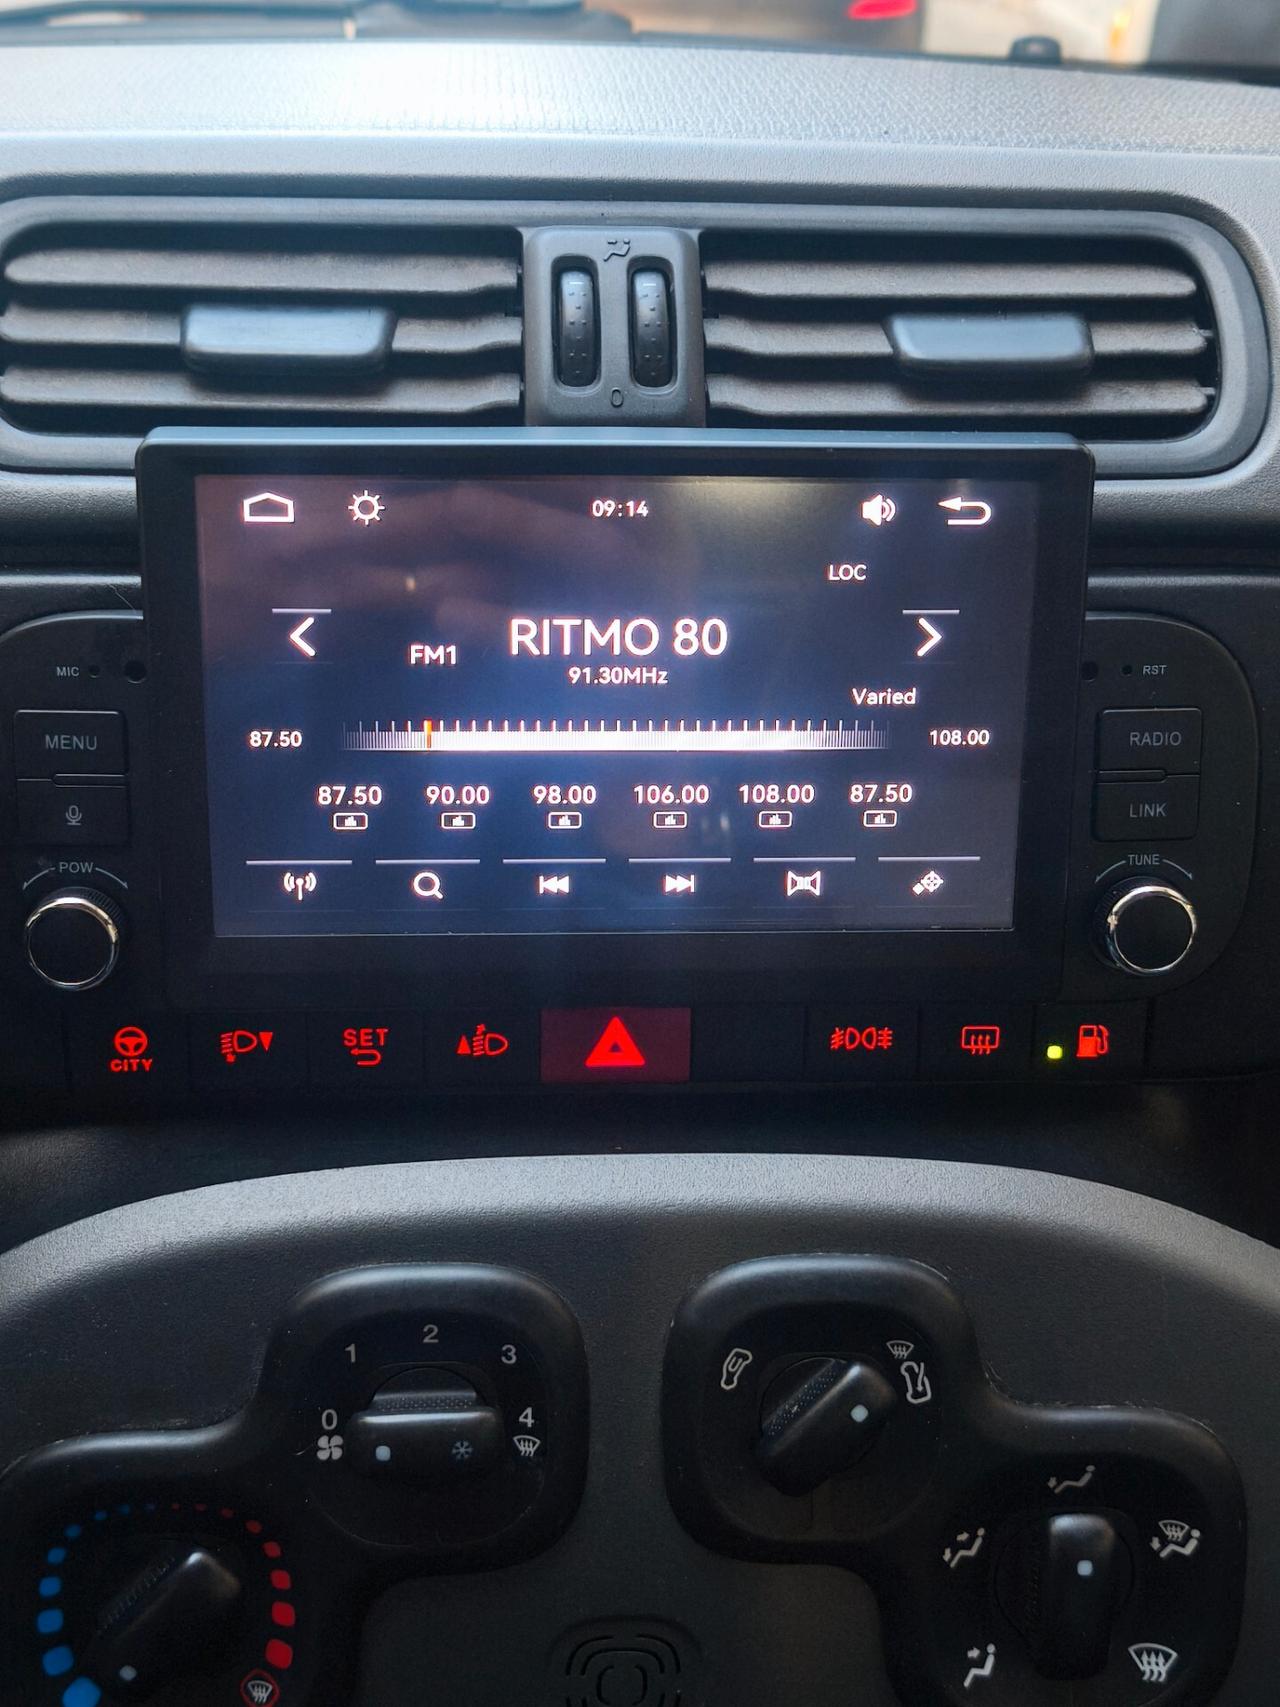 09:14
LOC
FM1 RITMO 80
91.30MHz
Varied
87.50 108.00
87.50 90.00 98.00 106.00 108.00 87.50
MIC
MENU
POW
RST
RADIO
LINK
TUNE
CITY
SET
0 1 2 3 4
0